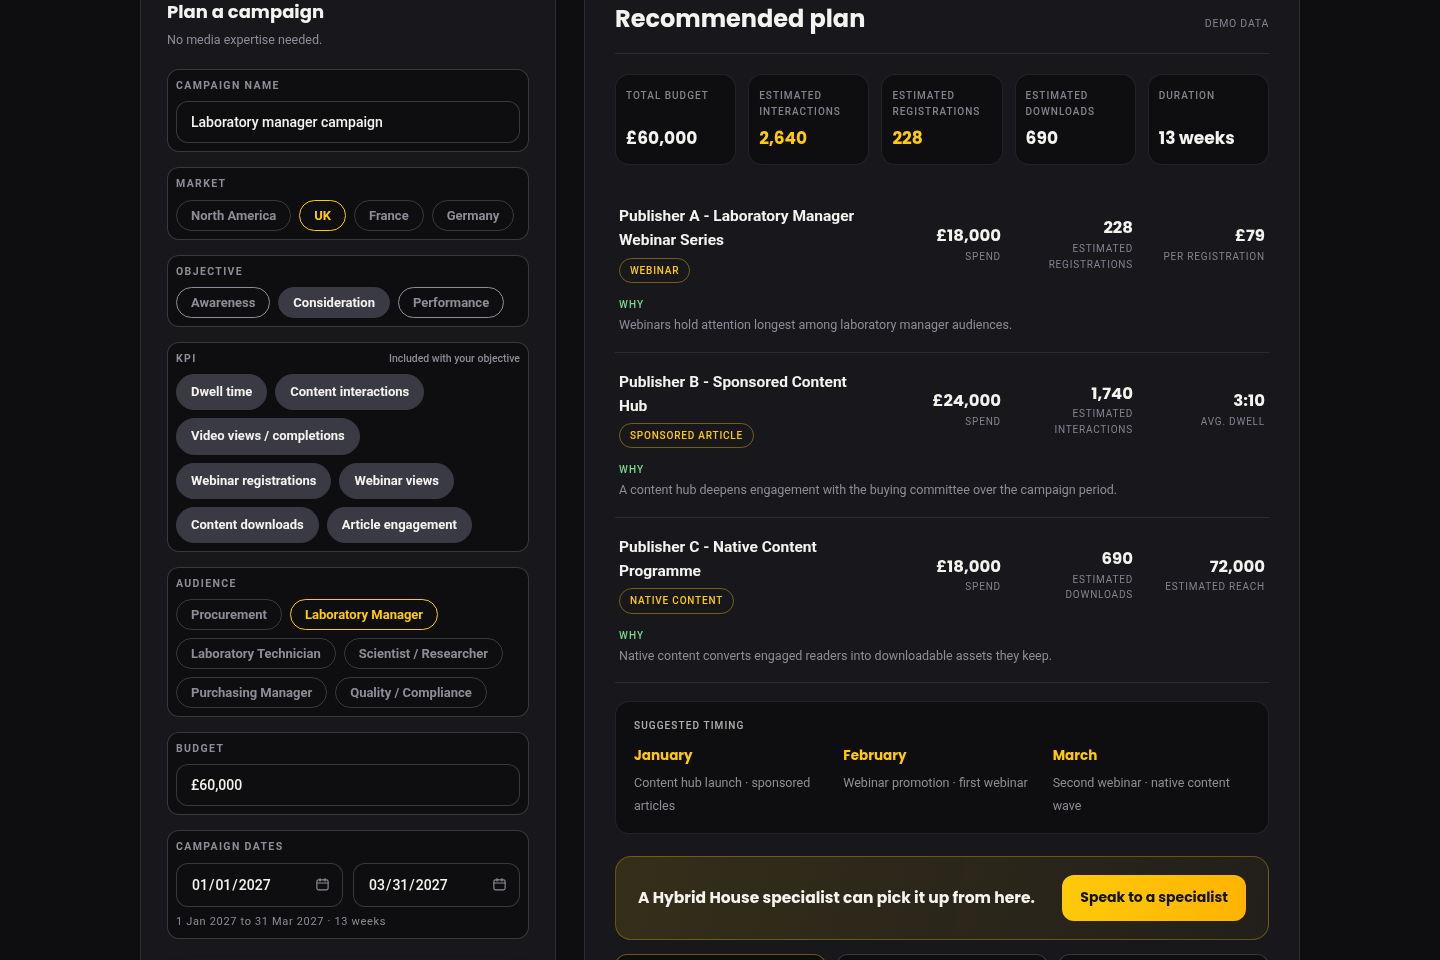 Plan a campaign
No media expertise needed.
CAMPAIGN NAME
Laboratory manager campaign
MARKET
North America
UK
France
Germany
OBJECTIVE
Awareness
Consideration
Performance
KPI
Included with your objective
Dwell time
Content interactions
Video views / completions
Webinar registrations
Webinar views
Content downloads
Article engagement
AUDIENCE
Procurement
Laboratory Manager
Laboratory Technician
Scientist / Researcher
Purchasing Manager
Quality / Compliance
BUDGET
£60,000
CAMPAIGN DATES
01/01/2027
03/31/2027
1 Jan 2027 to 31 Mar 2027 · 13 weeks
Recommended plan
DEMO DATA
TOTAL BUDGET
£60,000
ESTIMATED
INTERACTIONS
2,640
ESTIMATED
REGISTRATIONS
228
ESTIMATED
DOWNLOADS
690
DURATION
13 weeks
Publisher A - Laboratory Manager
Webinar Series
WEBINAR
£18,000
SPEND
228
ESTIMATED
REGISTRATIONS
£79
PER REGISTRATION
WHY
Webinars hold attention longest among laboratory manager audiences.
Publisher B - Sponsored Content
Hub
SPONSORED ARTICLE
£24,000
SPEND
1,740
ESTIMATED
INTERACTIONS
3:10
AVG. DWELL
WHY
A content hub deepens engagement with the buying committee over the campaign period.
Publisher C - Native Content
Programme
NATIVE CONTENT
£18,000
SPEND
690
ESTIMATED
DOWNLOADS
72,000
ESTIMATED REACH
WHY
Native content converts engaged readers into downloadable assets they keep.
SUGGESTED TIMING
January
Content hub launch · sponsored
articles
February
Webinar promotion · first webinar
March
Second webinar · native content
wave
A Hybrid House specialist can pick it up from here.
Speak to a specialist